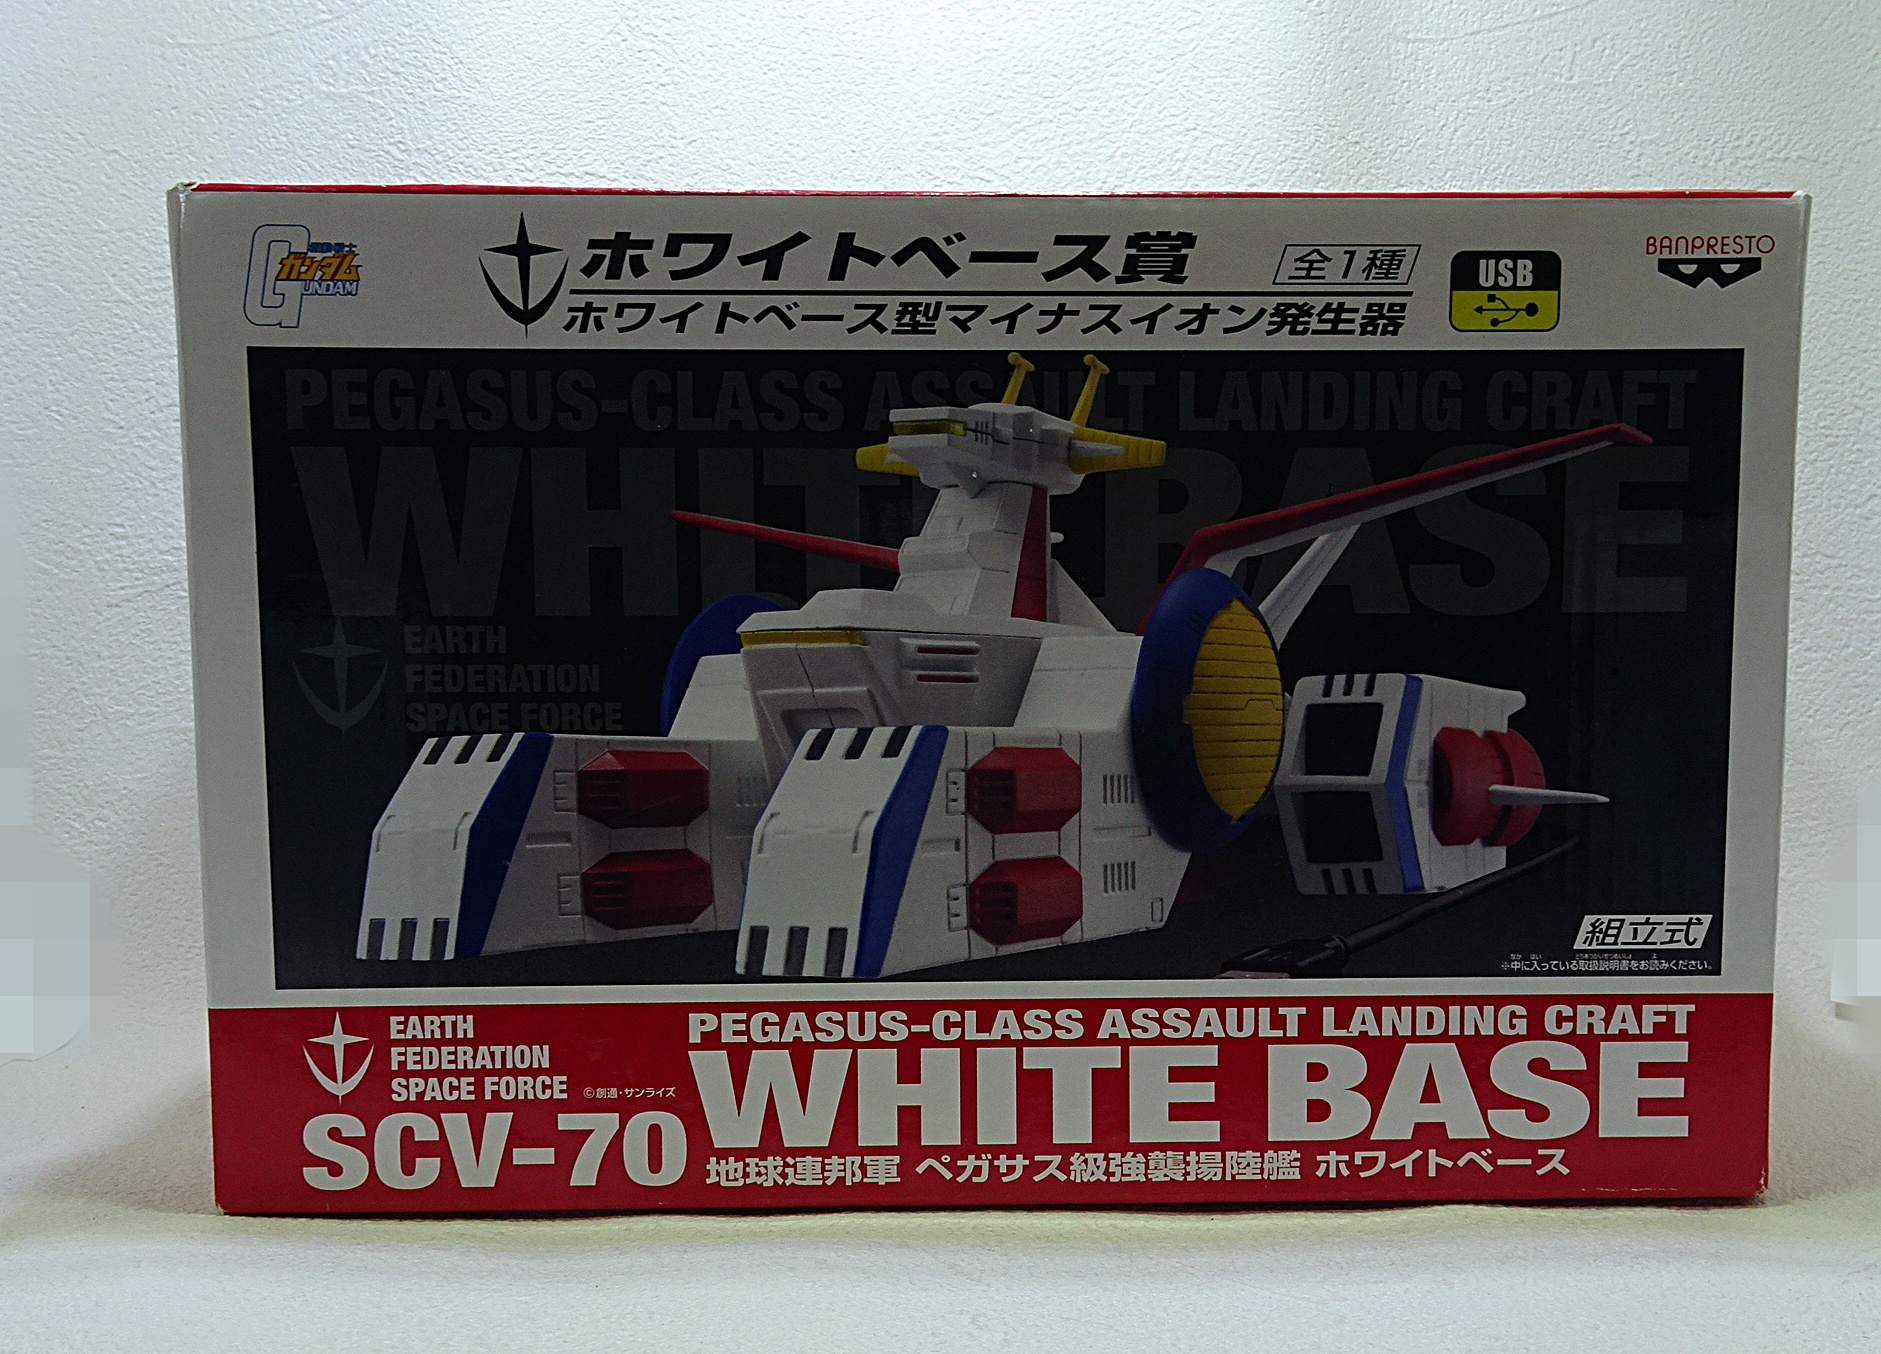 機動戦士
ガンダム
GUNDAM
ホワイトベース賞
全1種
ホワイトベース型マイナスイオン発生器
USB
BANPRESTO
PEGASUS-CLASS ASSAULT LANDING CRAFT
WHITE BASE
EARTH
FEDERATION
SPACE FORCE
組立式
※中に入っている取扱説明書をお読みください。
EARTH
FEDERATION
SPACE FORCE
©創通・サンライズ
SCV-70
PEGASUS-CLASS ASSAULT LANDING CRAFT
WHITE BASE
地球連邦軍 ペガサス級強襲揚陸艦 ホワイトベース